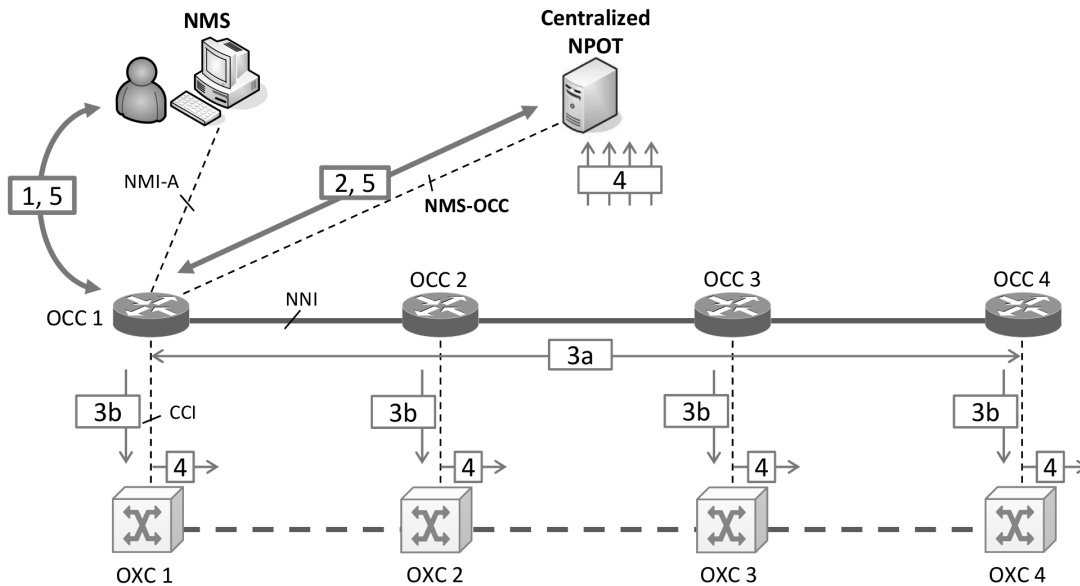 NMS
Centralized
NPOT
1, 5
NMI-A
2, 5
NMS-OCC
4
OCC 1
NNI
OCC 2
OCC 3
OCC 4
3a
3b
CCI
3b
3b
3b
4
4
4
4
OXC 1
OXC 2
OXC 3
OXC 4